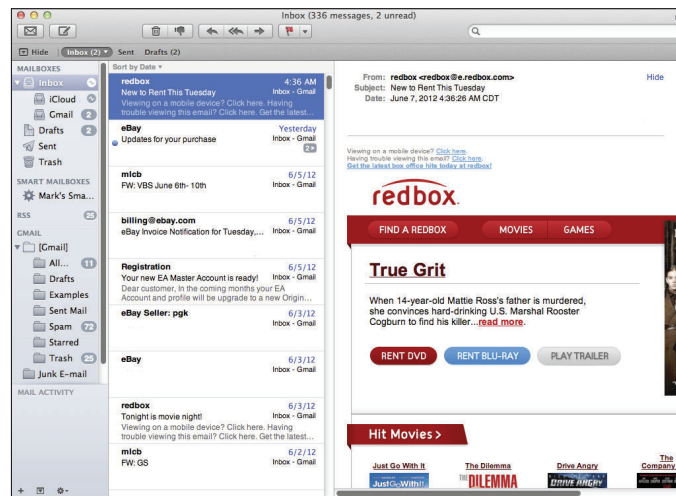 Inbox (336 messages, 2 unread)
Hide Inbox (2) Sent Drafts (2)
MAILBOXES
Inbox
iCloud
Gmail 2
Drafts 2
Sent
Trash
SMART MAILBOXES
Mark's Sma...
RSS 25
GMAIL
[Gmail]
All... 11
Drafts
Examples
Sent Mail
Spam 72
Starred
Trash 25
Junk E-mail
MAIL ACTIVITY
Sort by Date
redbox 4:36 AM
New to Rent This Tuesday Inbox - Gmail
Viewing on a mobile device? Click here. Having
trouble viewing this email? Click here. Get the latest...
eBay Yesterday
Updates for your purchase Inbox - Gmail
2
mlcb 6/5/12
FW: VBS June 6th- 10th Inbox - Gmail
billing@ebay.com 6/5/12
eBay Invoice Notification for Tuesday,... Inbox - Gmail
Registration 6/5/12
Your new EA Master Account is ready! Inbox - Gmail
Dear customer, In the coming months your EA
Account and profile will be upgrade to a new Origin...
eBay Seller: pgk 6/3/12
Inbox - Gmail
eBay 6/3/12
Inbox - Gmail
redbox 6/3/12
Tonight is movie night! Inbox - Gmail
Viewing on a mobile device? Click here. Having
trouble viewing this email? Click here. Get the latest...
mlcb 6/2/12
FW: GS Inbox - Gmail
From: redbox <redbox@e.redbox.com> Hide
Subject: New to Rent This Tuesday
Date: June 7, 2012 4:36:26 AM CDT
Viewing on a mobile device? Click here.
Having trouble viewing this email? Click here.
Get the latest box office hits today at redbox!
redbox.
FIND A REDBOX MOVIES GAMES
True Grit
When 14-year-old Mattie Ross's father is murdered,
she convinces hard-drinking U.S. Marshal Rooster
Cogburn to find his killer...read more.
RENT DVD RENT BLU-RAY PLAY TRAILER
Hit Movies >
Just Go With It The Dilemma Drive Angry The
Company
JustGoWithIt THE DILEMMA DRIVE ANGRY